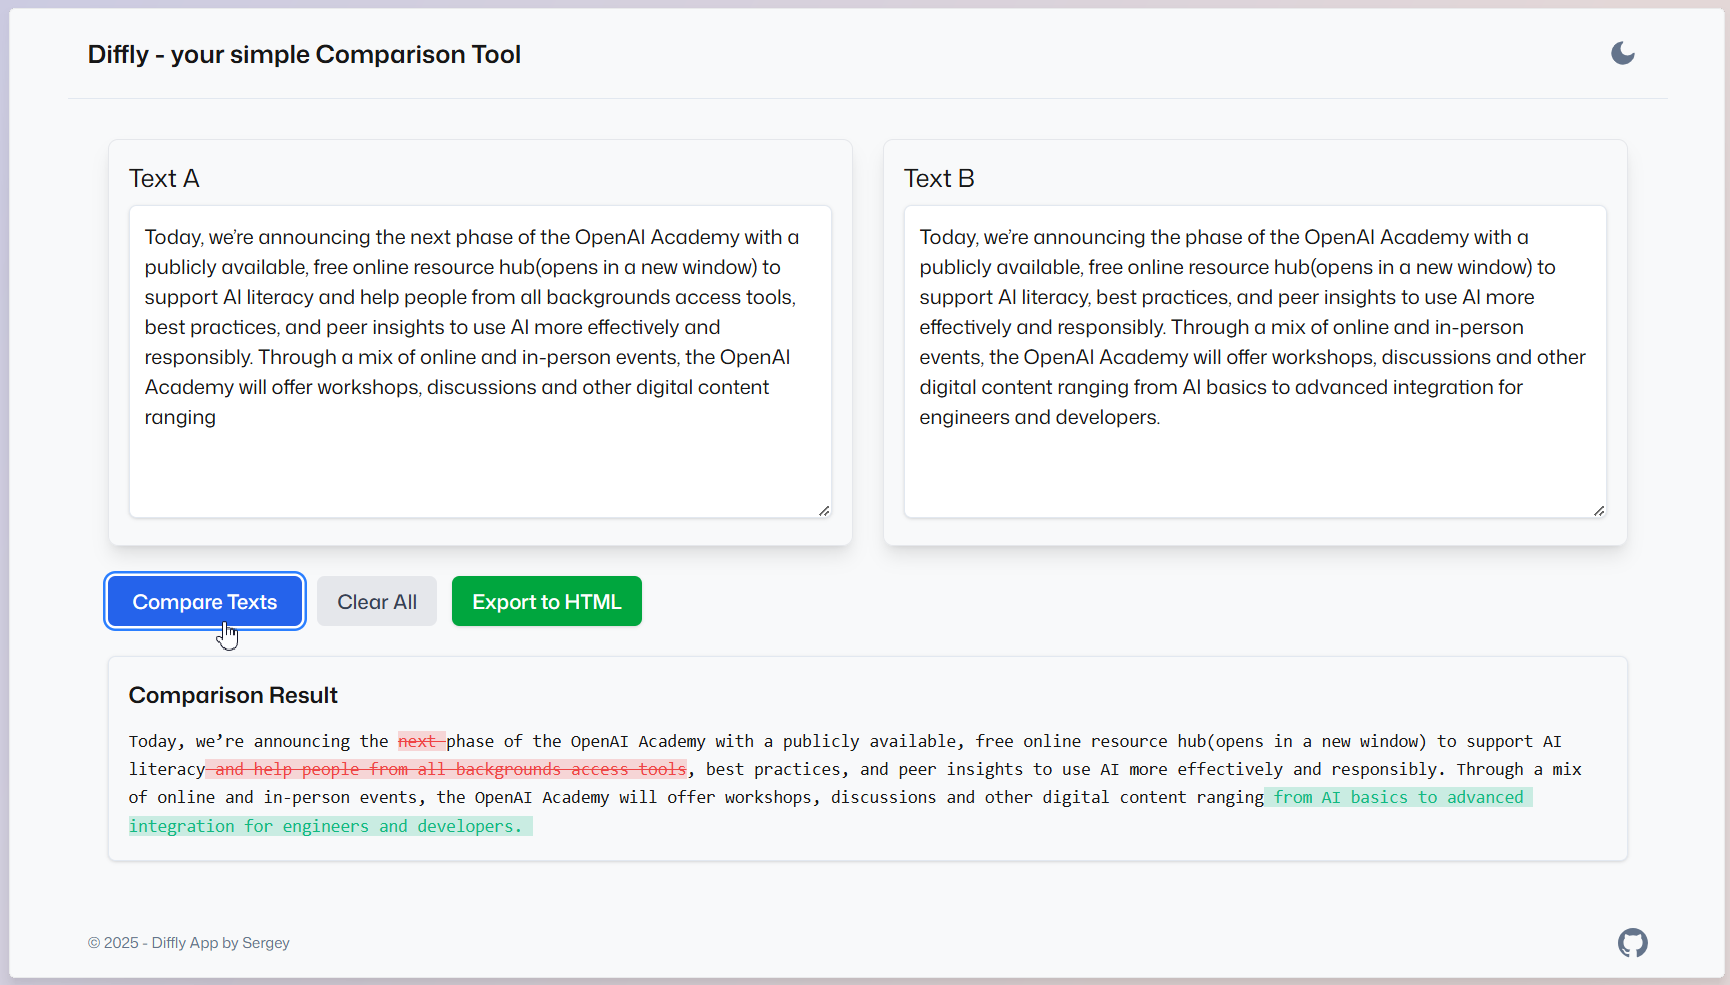 Diffly - your simple Comparison Tool
Text A
Today, we’re announcing the next phase of the OpenAI Academy with a
publicly available, free online resource hub(opens in a new window) to
support AI literacy and help people from all backgrounds access tools,
best practices, and peer insights to use AI more effectively and
responsibly. Through a mix of online and in-person events, the OpenAI
Academy will offer workshops, discussions and other digital content
ranging
Text B
Today, we’re announcing the phase of the OpenAI Academy with a
publicly available, free online resource hub(opens in a new window) to
support AI literacy, best practices, and peer insights to use AI more
effectively and responsibly. Through a mix of online and in-person
events, the OpenAI Academy will offer workshops, discussions and other
digital content ranging from AI basics to advanced integration for
engineers and developers.
Compare Texts
Clear All
Export to HTML
Comparison Result
Today, we’re announcing the next phase of the OpenAI Academy with a publicly available, free online resource hub(opens in a new window) to support AI
literacy and help people from all backgrounds access tools, best practices, and peer insights to use AI more effectively and responsibly. Through a mix
of online and in-person events, the OpenAI Academy will offer workshops, discussions and other digital content ranging from AI basics to advanced
integration for engineers and developers.
© 2025 - Diffly App by Sergey